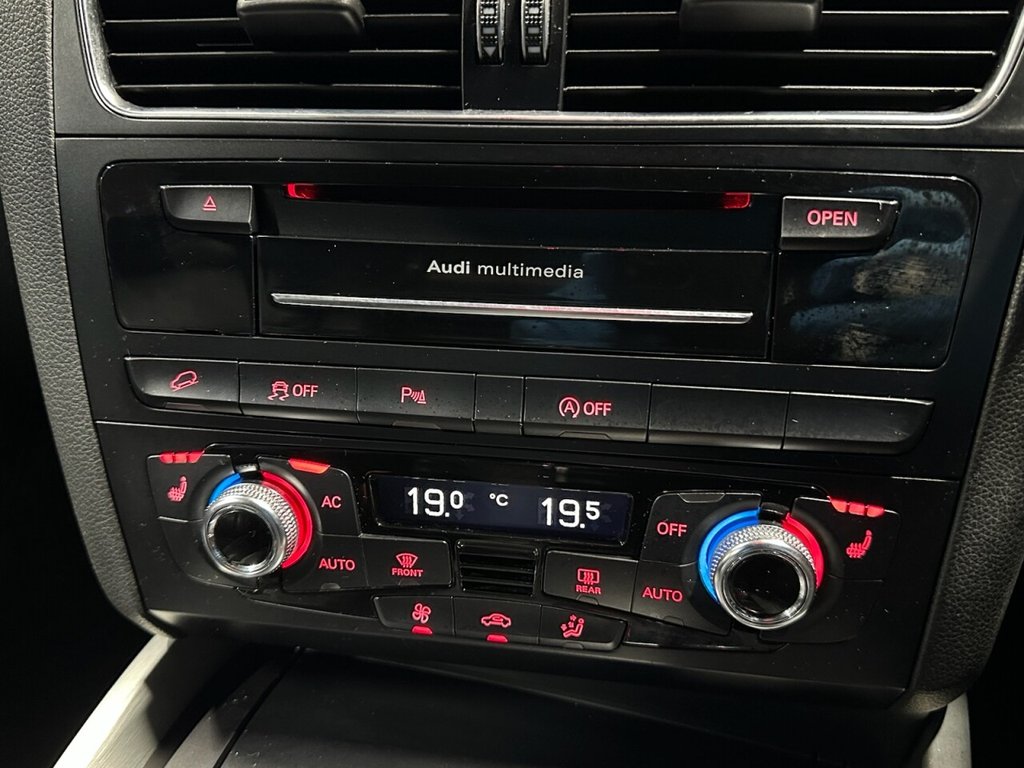 OPEN
Audi multimedia
OFF
P
A OFF
AC
19.0 °C 19.5
OFF
AUTO
FRONT
REAR
AUTO